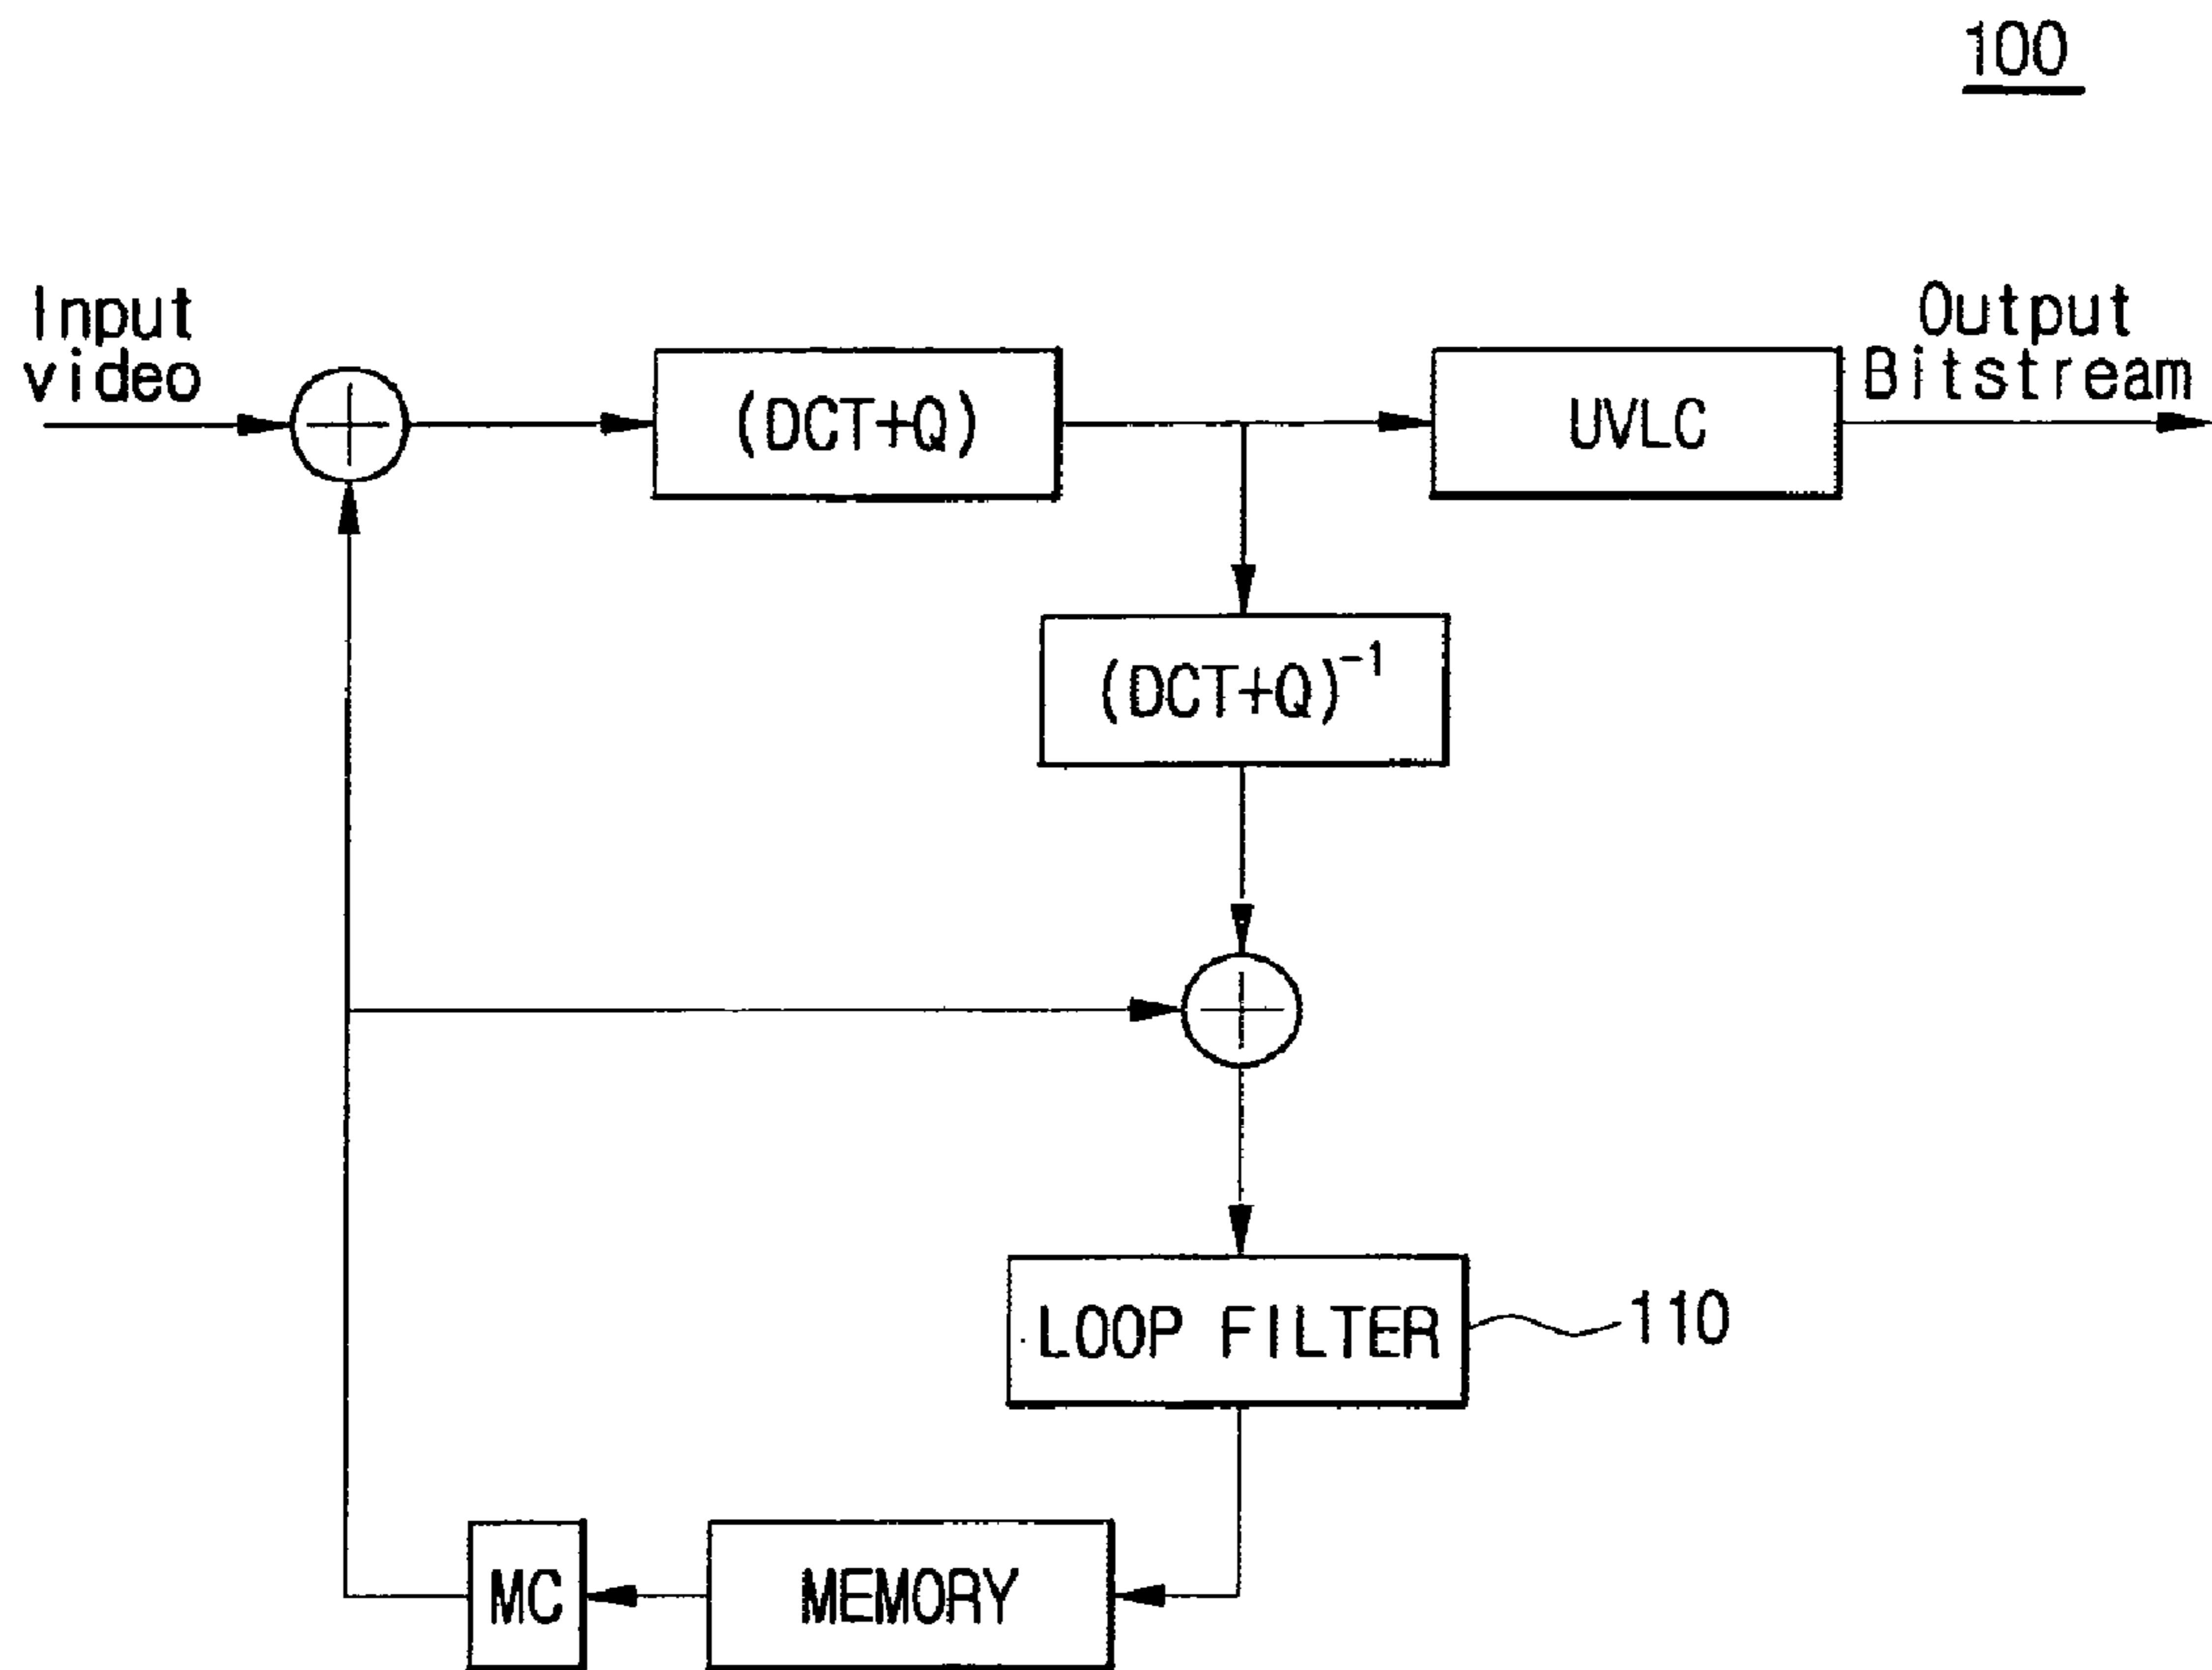 100
Input
video
(DCT+Q)
UVLC
Output
Bitstream
(DCT+Q)⁻¹
LOOP FILTER
110
MC
MEMORY